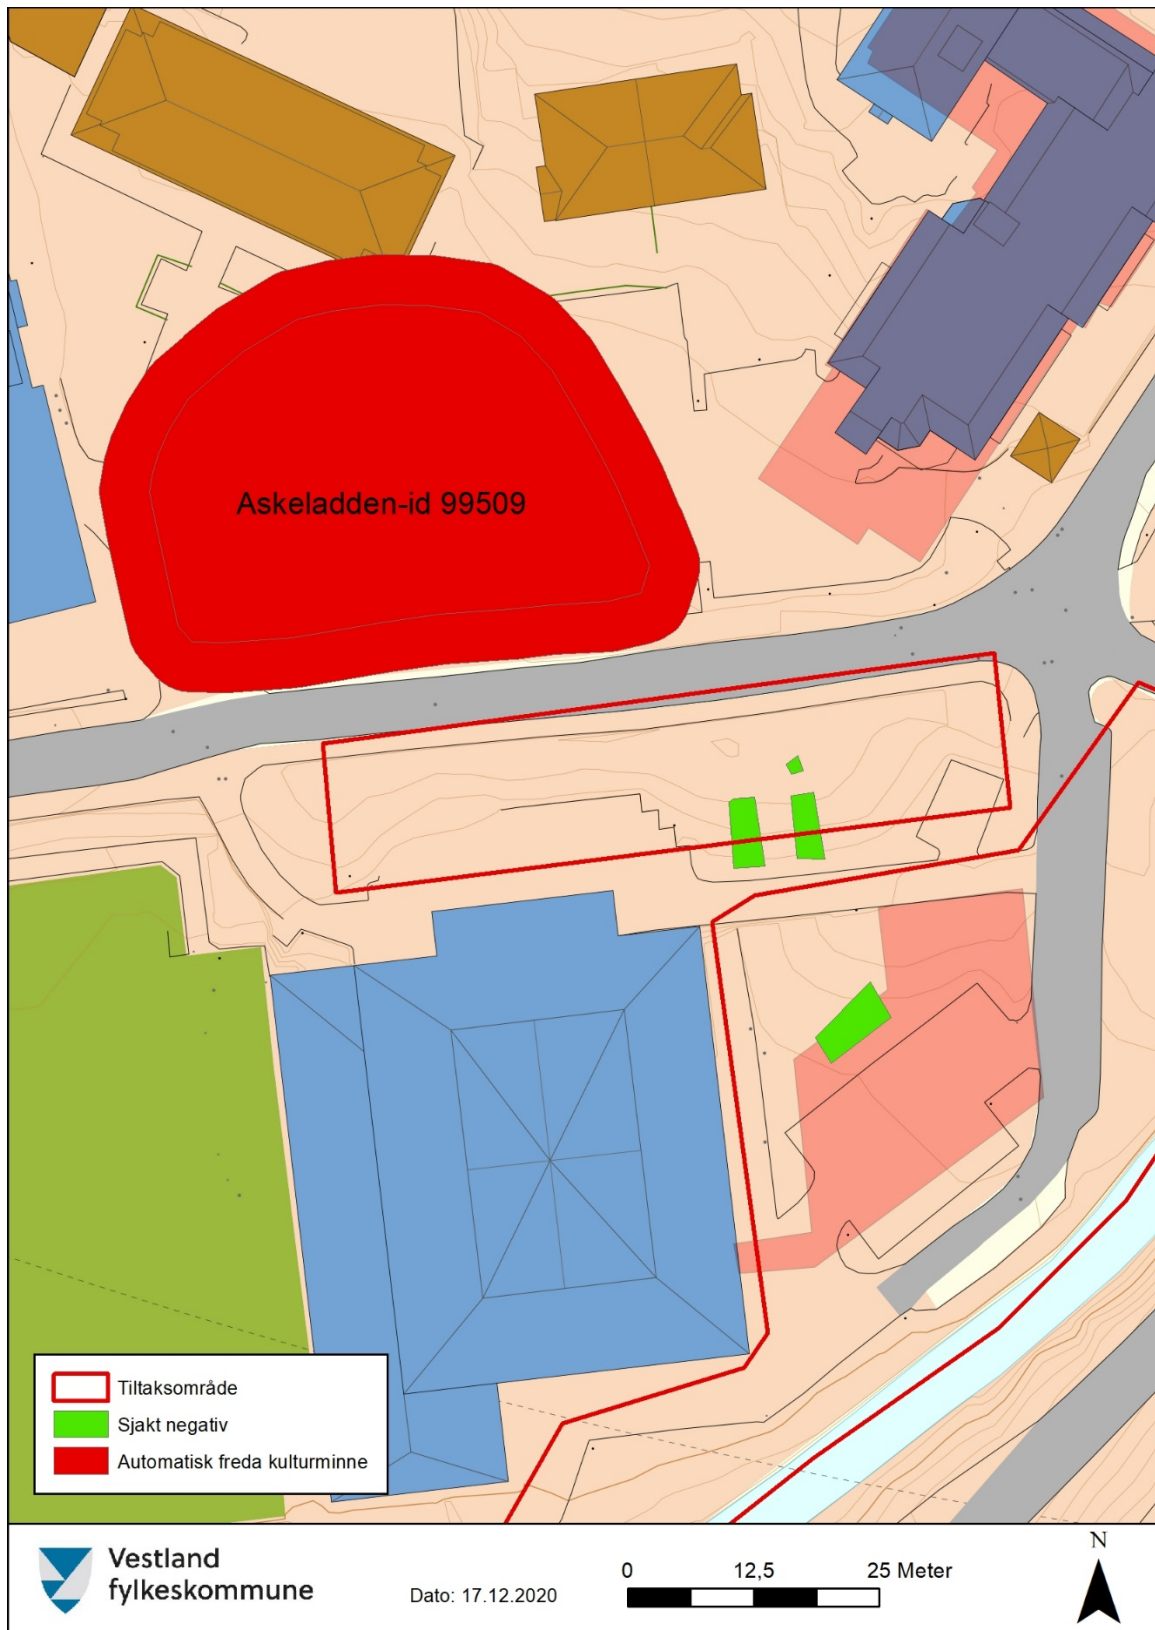 Askeladden-id 99509
Tiltaksområde
Sjakt negativ
Automatisk freda kulturminne
Vestland
fylkeskommune
Dato: 17.12.2020
0 12,5 25 Meter
N